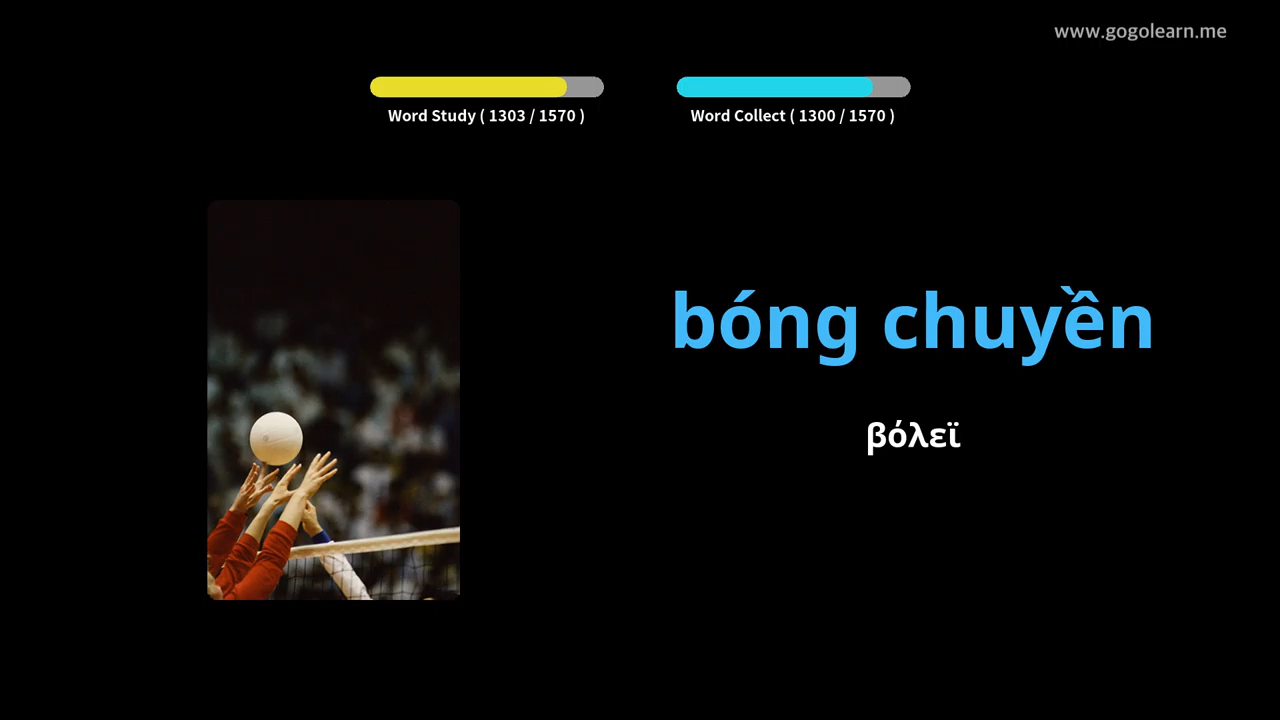 www.gogolearn.me
Word Study ( 1303 / 1570 )
Word Collect ( 1300 / 1570 )
bóng chuyền
βόλεϊ